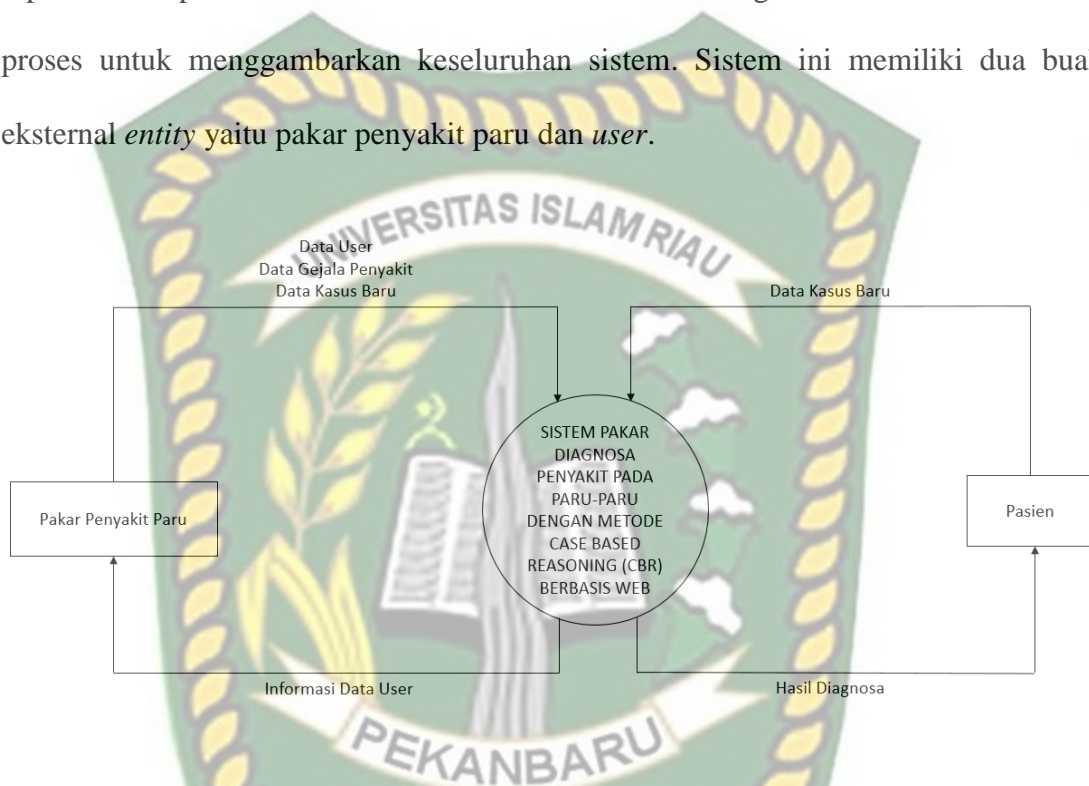 proses untuk menggambarkan keseluruhan sistem. Sistem ini memiliki dua
eksternal entity yaitu pakar penyakit paru dan user.
UNIVERSITAS ISLAM RIAU
Data User
Data Gejala Penyakit
Data Kasus Baru
Data Kasus Baru
SISTEM PAKAR
DIAGNOSA
PENYAKIT PADA
PARU-PARU
DENGAN METODE
CASE BASED
REASONING (CBR)
BERBASIS WEB
Pakar Penyakit Paru
Pasien
Informasi Data User
Hasil Diagnosa
PEKANBARU